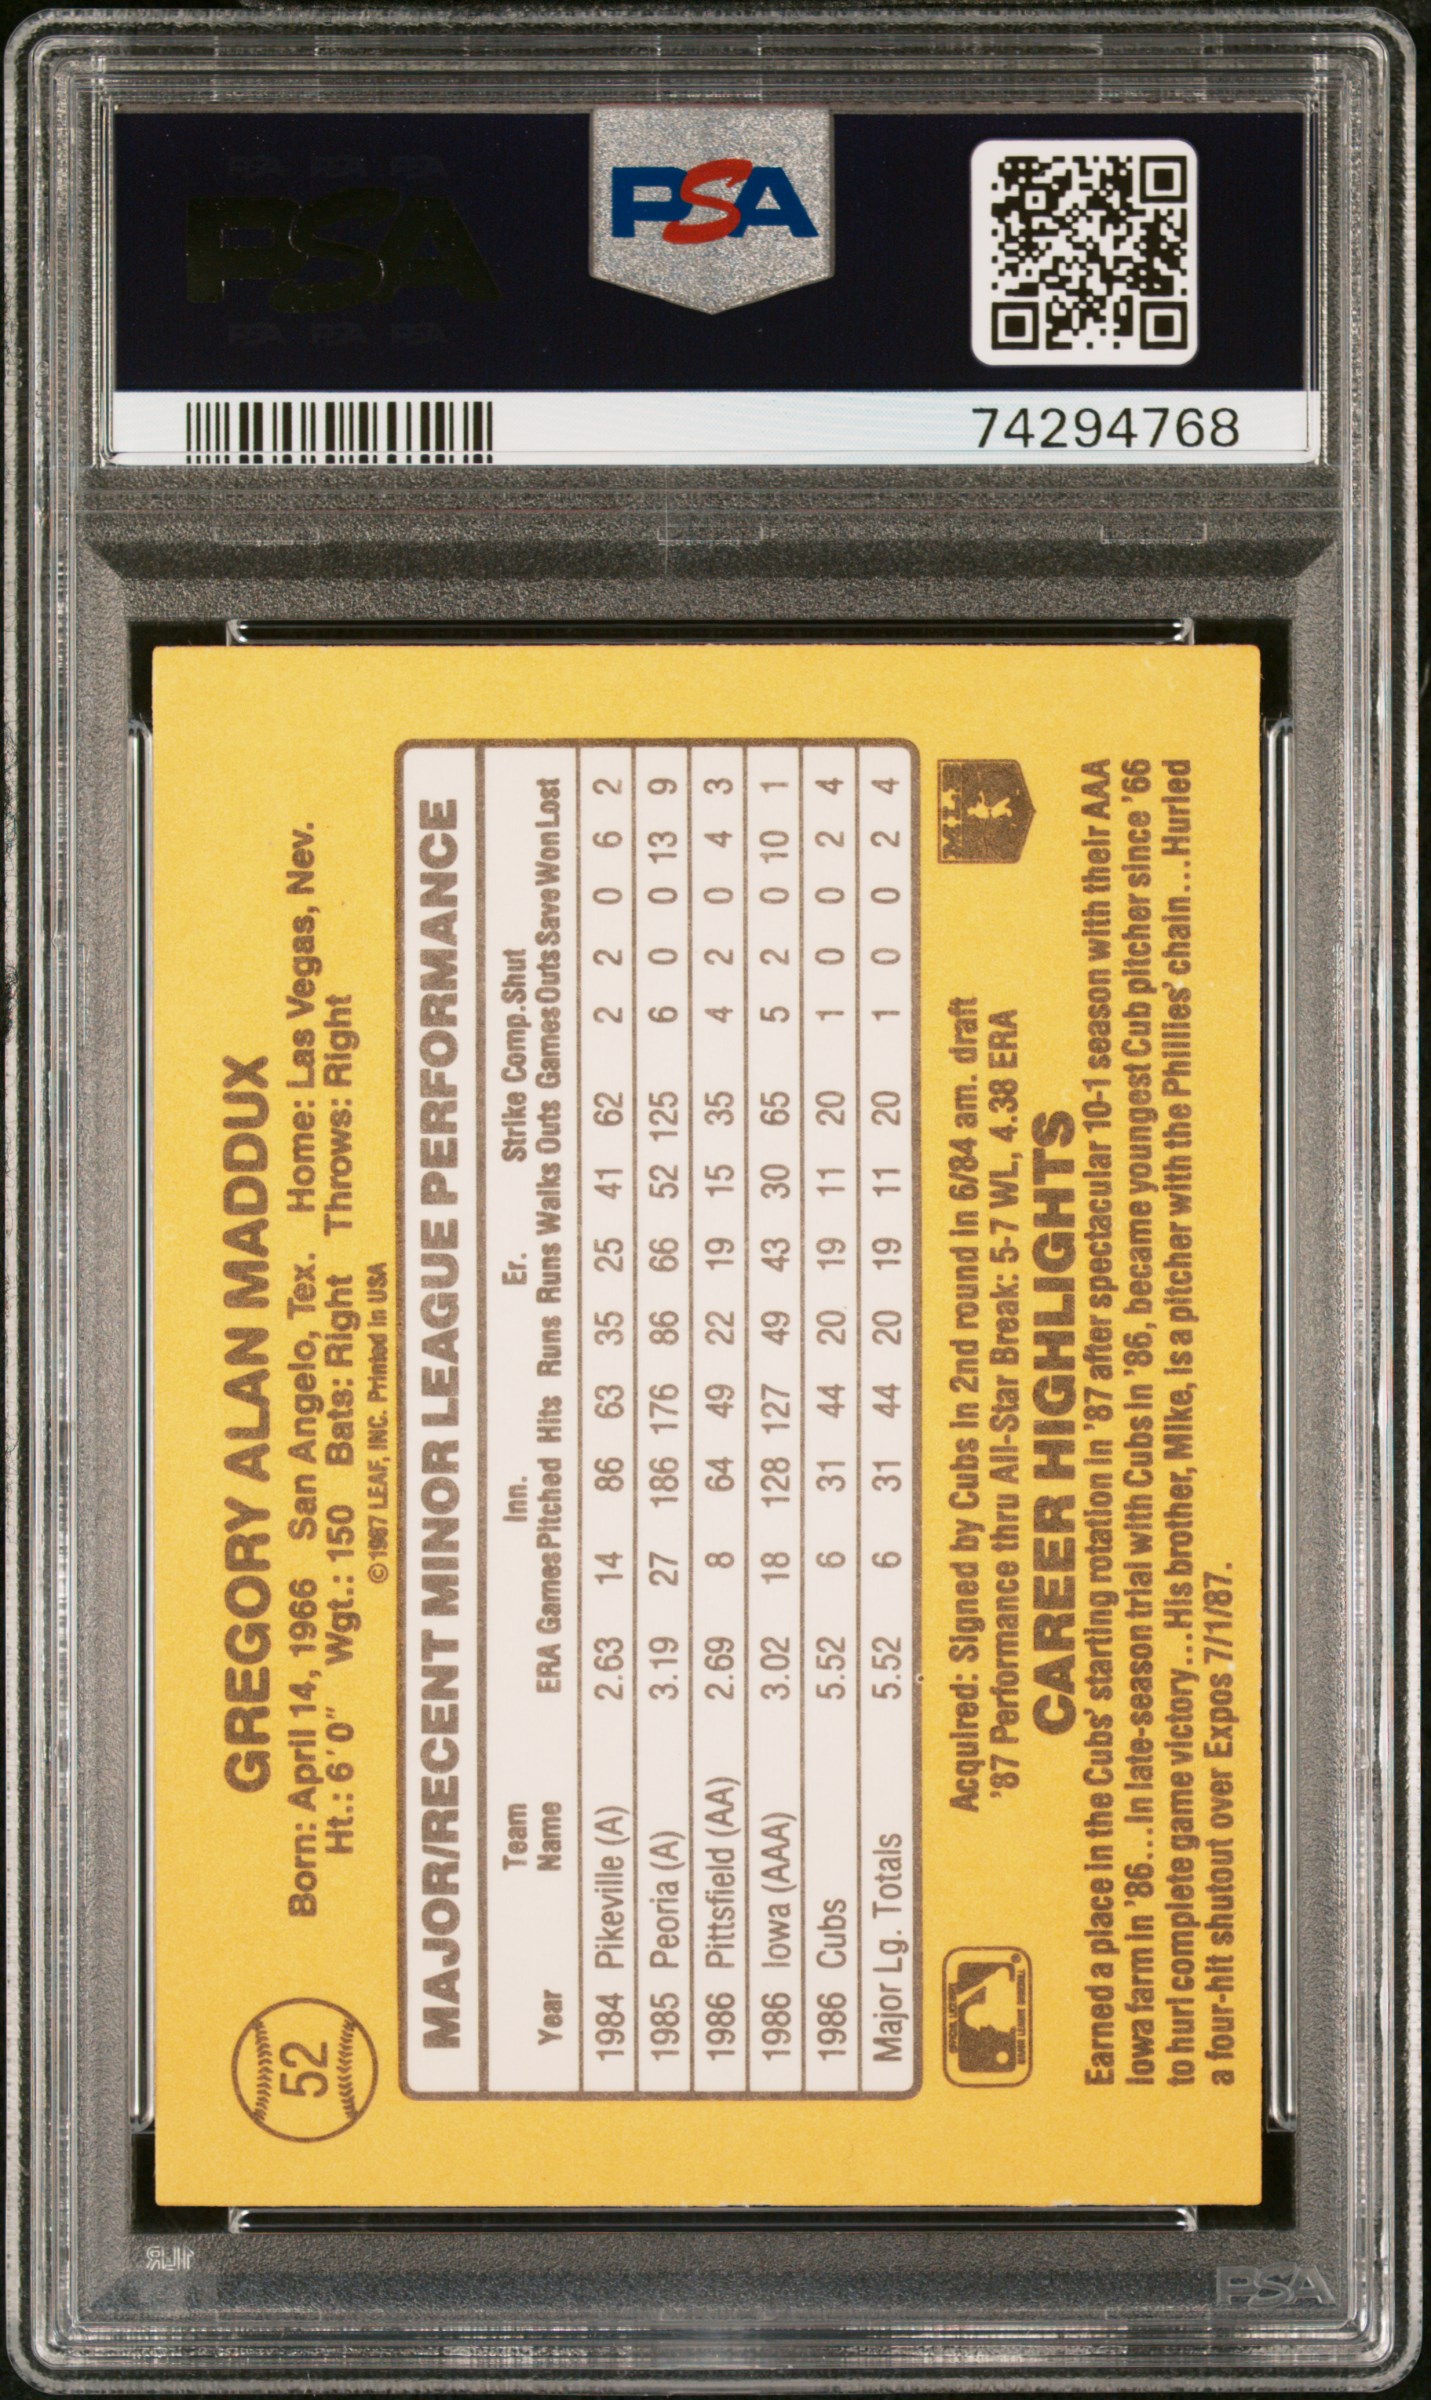 PSA PSA PSA
PSA
PSA PSA PSA
PSA
74294768
52
GREGORY ALAN MADDUX
Born: April 14, 1966 San Angelo, Tex. Home: Las Vegas, Nev.
Ht.: 6'0" Wgt.: 150 Bats: Right Throws: Right
©1987 LEAF, INC. Printed in USA
MAJOR/RECENT MINOR LEAGUE PERFORMANCE
Team Inn. Er. Strike Comp. Shut
Year Name ERA Games Pitched Hits Runs Runs Walks Outs Games Outs Save Won Lost
1984 Pikeville (A) 2.63 14 86 63 35 25 41 62 2 2 0 6 2
1985 Peoria (A) 3.19 27 186 176 86 66 52 125 6 0 0 13 9
1986 Pittsfield (AA) 2.69 8 64 49 22 19 15 35 4 2 0 4 3
1986 Iowa (AAA) 3.02 18 128 127 49 43 30 65 5 2 0 10 1
1986 Cubs 5.52 6 31 44 20 19 11 20 1 0 0 2 4
Major Lg. Totals 5.52 6 31 44 20 19 11 20 1 0 0 2 4
Acquired: Signed by Cubs in 2nd round in 6/84 am. draft
'87 Performance thru All-Star Break: 5-7 WL, 4.38 ERA
CAREER HIGHLIGHTS
MLB
Earned a place in the Cubs' starting rotation in '87 after spectacular 10-1 season with their AAA
Iowa farm in '86...In late-season trial with Cubs in '86, became youngest Cub pitcher since '66
to hurl complete game victory...His brother, Mike, is a pitcher with the Phillies' chain...Hurled
a four-hit shutout over Expos 7/1/87.
PSA